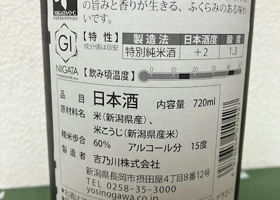 の旨みと香りが生きる、ふくらみのある味わ
いです。
【特性】 製造法 日本酒度 酸度
成分値は目安 特別純米酒 +2 1.3
GI
NIIGATA
【飲み頃温度】
品目 日本酒 内容量 720ml
原材料名 米(新潟県産)、
米こうじ(新潟県産米)
精米歩合 60% アルコール分 15度
吉乃川株式会社
新潟県長岡市摂田屋4丁目8番12号
TEL 0258-35-3000
yosinogawa.co.jp